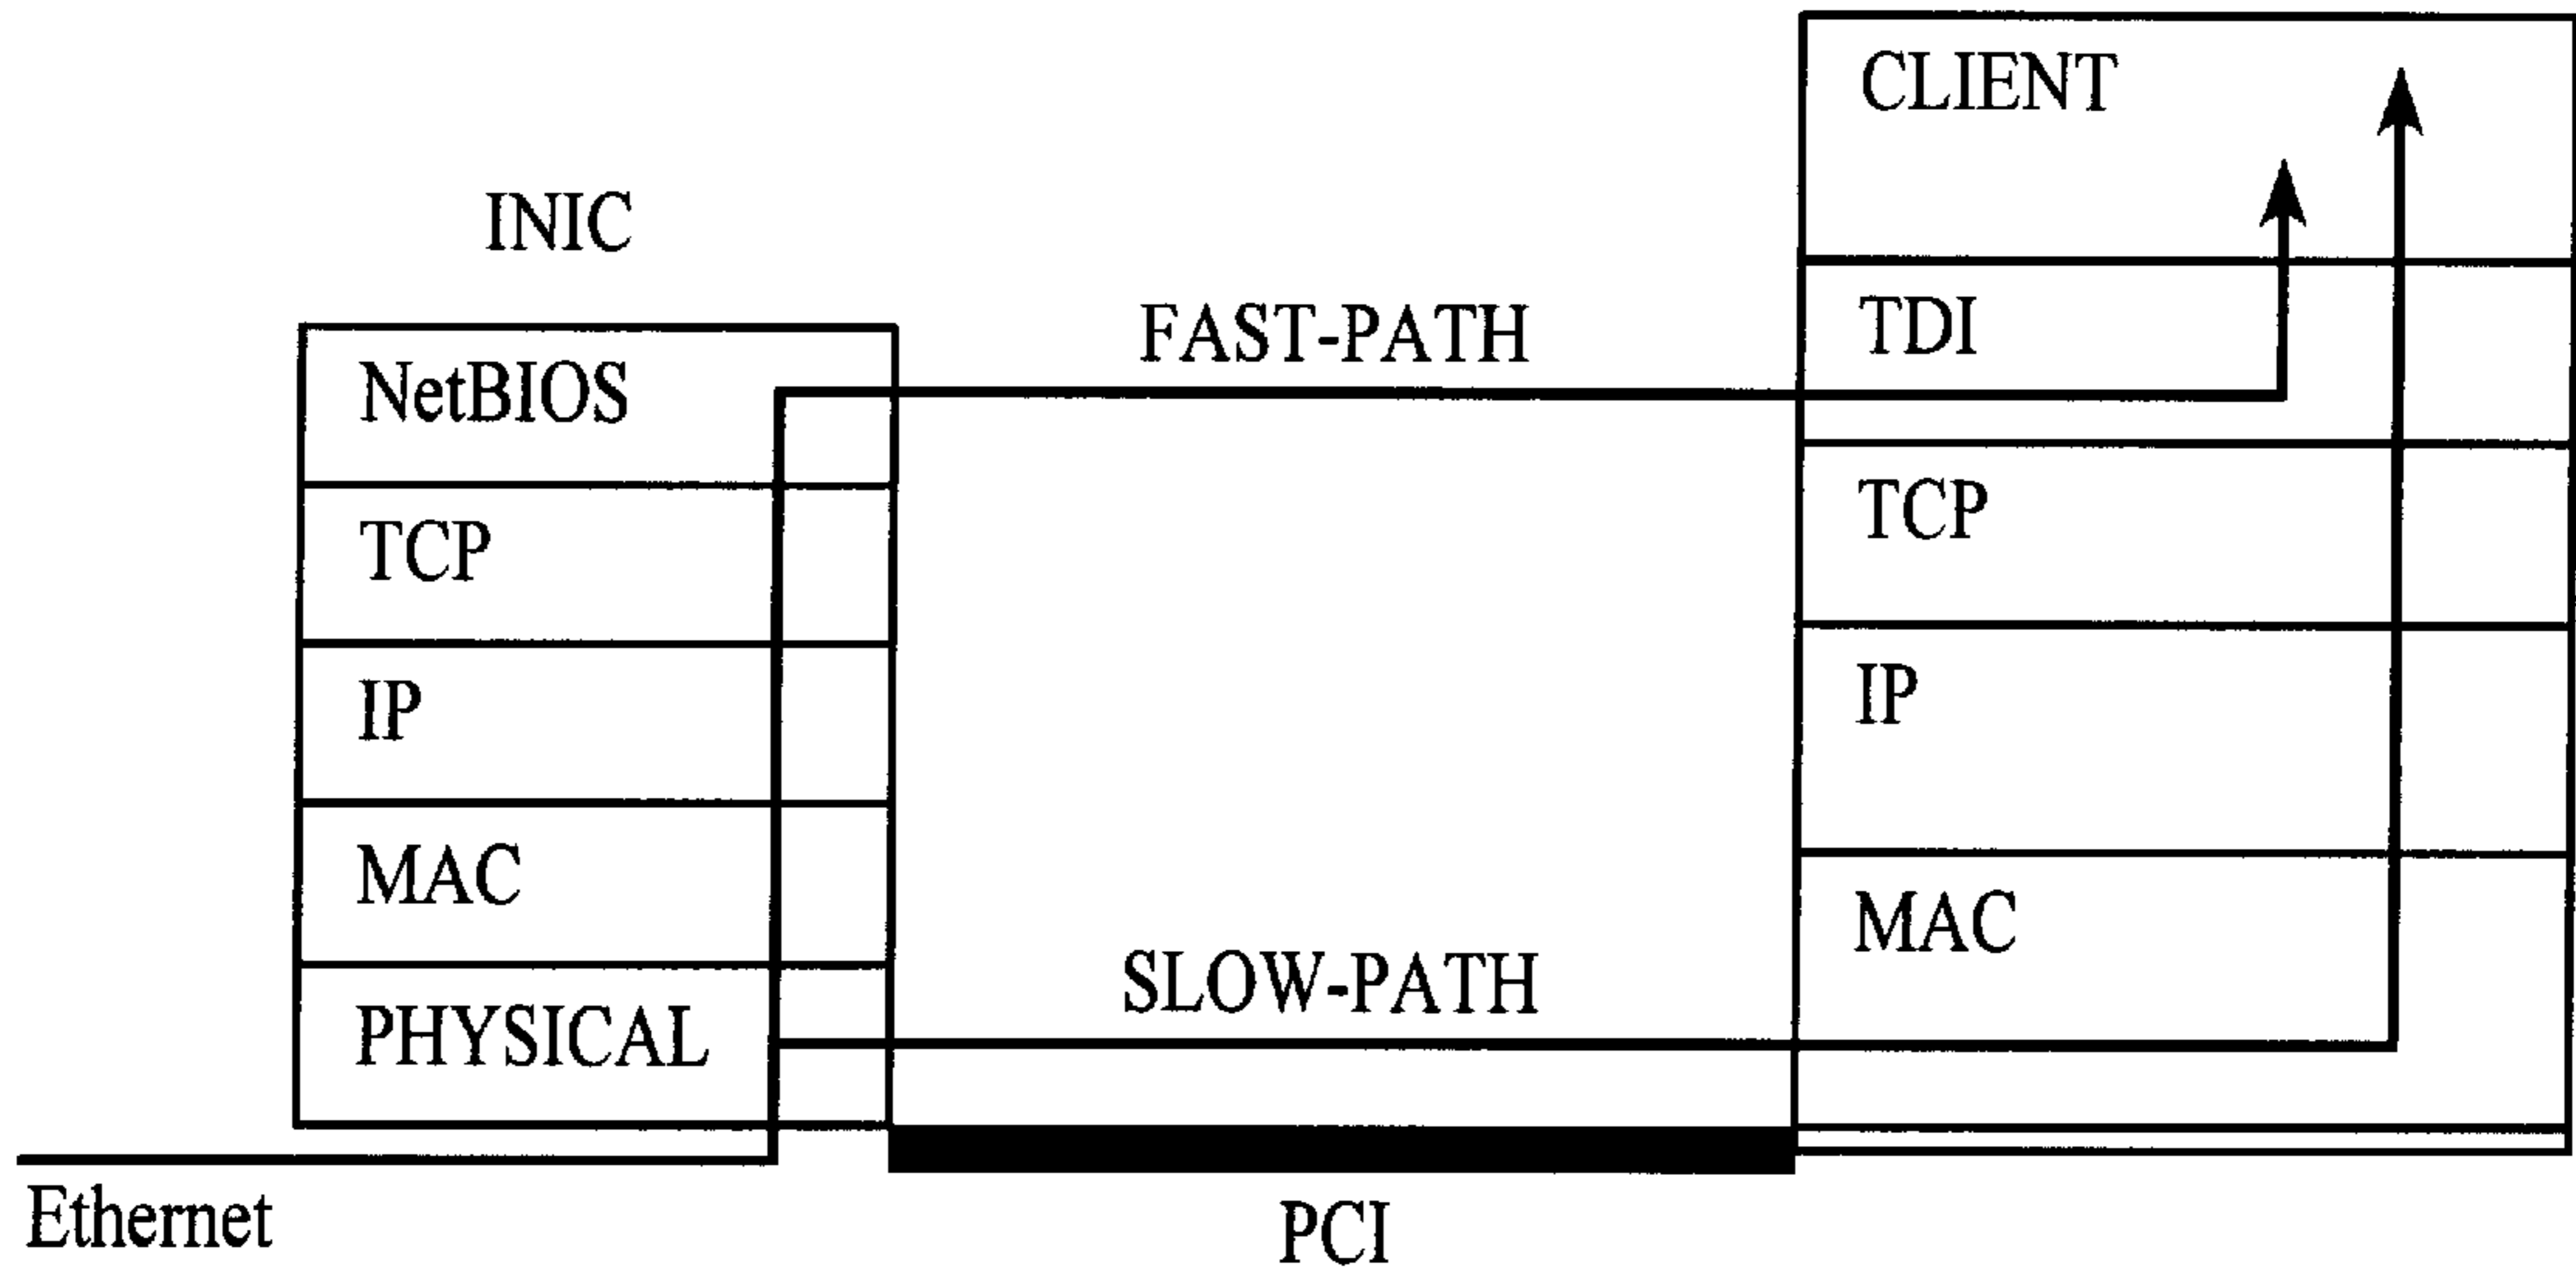 INIC
NetBIOS
TCP
IP
MAC
PHYSICAL
Ethernet
FAST-PATH
SLOW-PATH
PCI
CLIENT
TDI
TCP
IP
MAC